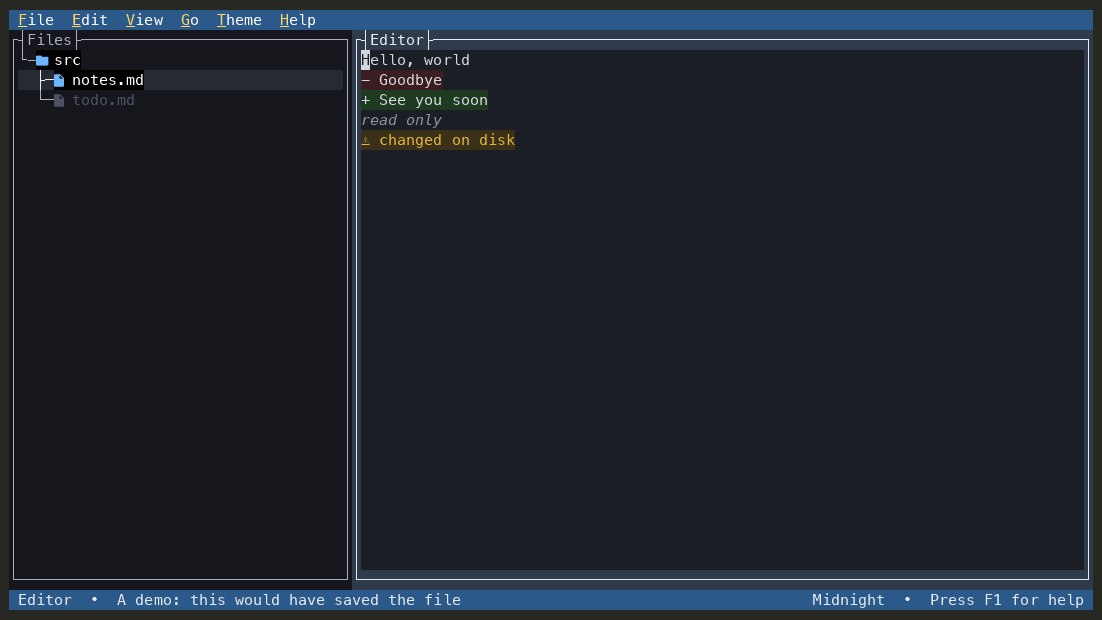 File Edit View Go Theme Help
Files
src
notes.md
todo.md
Editor
Hello, world
- Goodbye
+ See you soon
read only
⚠ changed on disk
Editor • A demo: this would have saved the file
Midnight • Press F1 for help